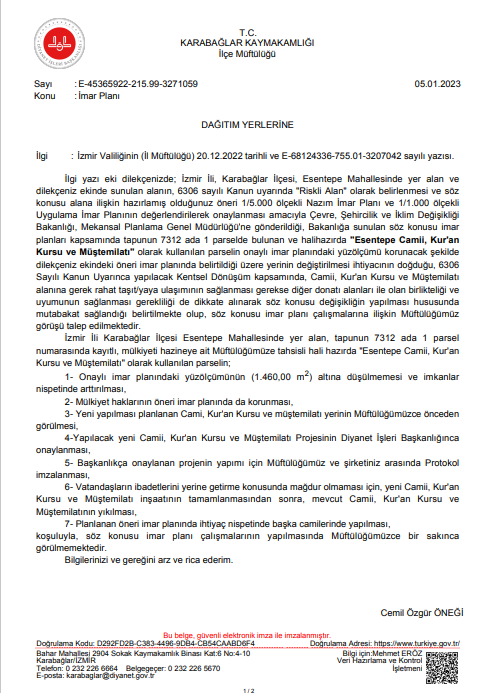 T.C.
KARABAĞLAR KAYMAKAMLIĞI
İlçe Müftülüğü
Sayı : E-45365922-215.99-3271059 05.01.2023
Konu : İmar Planı
DAĞITIM YERLERİNE
İlgi : İzmir Valiliğinin (İl Müftülüğü) 20.12.2022 tarihli ve E-68124336-755.01-3207042 sayılı yazısı.
İlgi yazı eki dilekçenizde; İzmir İli, Karabağlar İlçesi, Esentepe Mahallesinde yer alan ve
dilekçeniz ekinde sunulan alanın, 6306 sayılı Kanun uyarında "Riskli Alan" olarak belirlenmesi ve söz
konusu alana ilişkin hazırlamış olduğunuz öneri 1/5.000 ölçekli Nazım İmar Planı ve 1/1.000 ölçekli
Uygulama İmar Planının değerlendirilerek onaylanması amacıyla Çevre, Şehircilik ve İklim Değişikliği
Bakanlığı, Mekansal Planlama Genel Müdürlüğü'ne gönderildiği, Bakanlığa sunulan söz konusu imar
planları kapsamında tapunun 7312 ada 1 parselde bulunan ve halihazırda "Esentepe Camii, Kur'an
Kursu ve Müştemilatı" olarak kullanılan parselin onaylı imar planındaki yüzölçümü korunacak şekilde
dilekçeniz ekindeki öneri imar planında belirtildiği üzere yerinin değiştirilmesi ihtiyacının doğduğu, 6306
Sayılı Kanun Uyarınca yapılacak Kentsel Dönüşüm kapsamında, Camii, Kur'an Kursu ve Müştemilatı
alanına gerek rahat taşıt/yaya ulaşımının sağlanması gerekse diğer donatı alanları ile olan birlikteliği ve
uyumunun sağlanması gerekliliği de dikkate alınarak söz konusu değişikliğin yapılması hususunda
mutabakat sağlandığı belirtilmekte olup, söz konusu imar planı çalışmalarına ilişkin Müftülüğümüz
görüşü talep edilmektedir.
İzmir İli Karabağlar İlçesi Esentepe Mahallesinde yer alan, tapunun 7312 ada 1 parsel
numarasında kayıtlı, mülkiyeti hazineye ait Müftülüğümüze tahsisli hali hazırda "Esentepe Camii, Kur'an
Kursu ve Müştemilatı" olarak kullanılan parselin;
1- Onaylı imar planındaki yüzölçümünün (1.460,00 m²) altına düşülmemesi ve imkanlar
nispetinde arttırılması,
2- Mülkiyet haklarının öneri imar planında da korunması,
3- Yeni yapılması planlanan Cami, Kur'an Kursu ve müştemilatı yerinin Müftülüğümüzce önceden
görülmesi,
4-Yapılacak yeni Camii, Kur'an Kursu ve Müştemilatı Projesinin Diyanet İşleri Başkanlığınca
onaylanması,
5- Başkanlıkça onaylanan projenin yapımı için Müftülüğümüz ve şirketiniz arasında Protokol
imzalanması,
6- Vatandaşların ibadetlerini yerine getirme konusunda mağdur olmaması için, yeni Camii, Kur'an
Kursu ve Müştemilatı inşaatının tamamlanmasından sonra, mevcut Camii, Kur'an Kursu ve
Müştemilatının yıkılması,
7- Planlanan öneri imar planında ihtiyaç nispetinde başka camilerinde yapılması,
koşuluyla, söz konusu imar planı çalışmalarının yapılmasında Müftülüğümüzce bir sakınca
görülmemektedir.
Bilgilerinizi ve gereğini arz ve rica ederim.
Cemil Özgür ÖNEĞİ
Bu belge, güvenli elektronik imza ile imzalanmıştır.
Doğrulama Kodu: D292FD2B-C383-4496-9DB4-CB54CAABD6F4 Doğrulama Adresi: https://www.turkiye.gov.tr/
Bahar Mahallesi 2904 Sokak Kaymakamlık Binası Kat:6 No:4-10 Bilgi için:Mehmet ERÖZ
Karabağlar/İZMİR Veri Hazırlama ve Kontrol
Telefon: 0 232 226 6664 Belgegeçer: 0 232 226 5670 İşletmeni
E-posta: karabaglar@diyanet.gov.tr
1 / 2